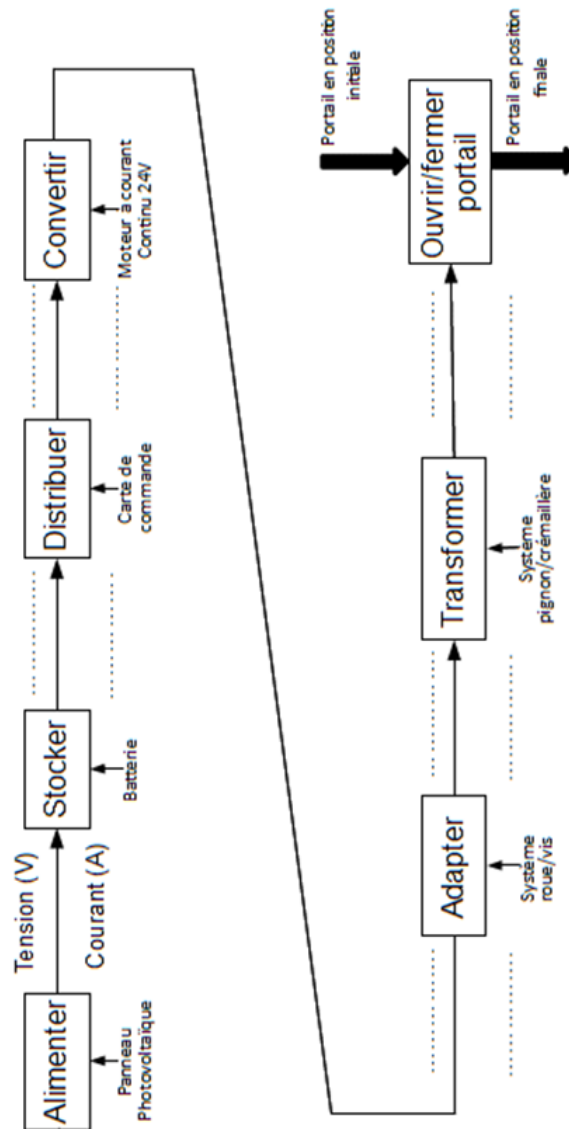 Alimenter
Panneau
Photovoltaïque
Tension (V)
Courant (A)
Stocker
Batterie
Distribuer
Carte de
commande
Convertir
Moteur à courant
Continu 24V
Adapter
Système
roue/vis
Transformer
Système
pignon/crémaillère
Ouvrir/fermer
portail
Portail en position
initiale
Portail en position
fnale